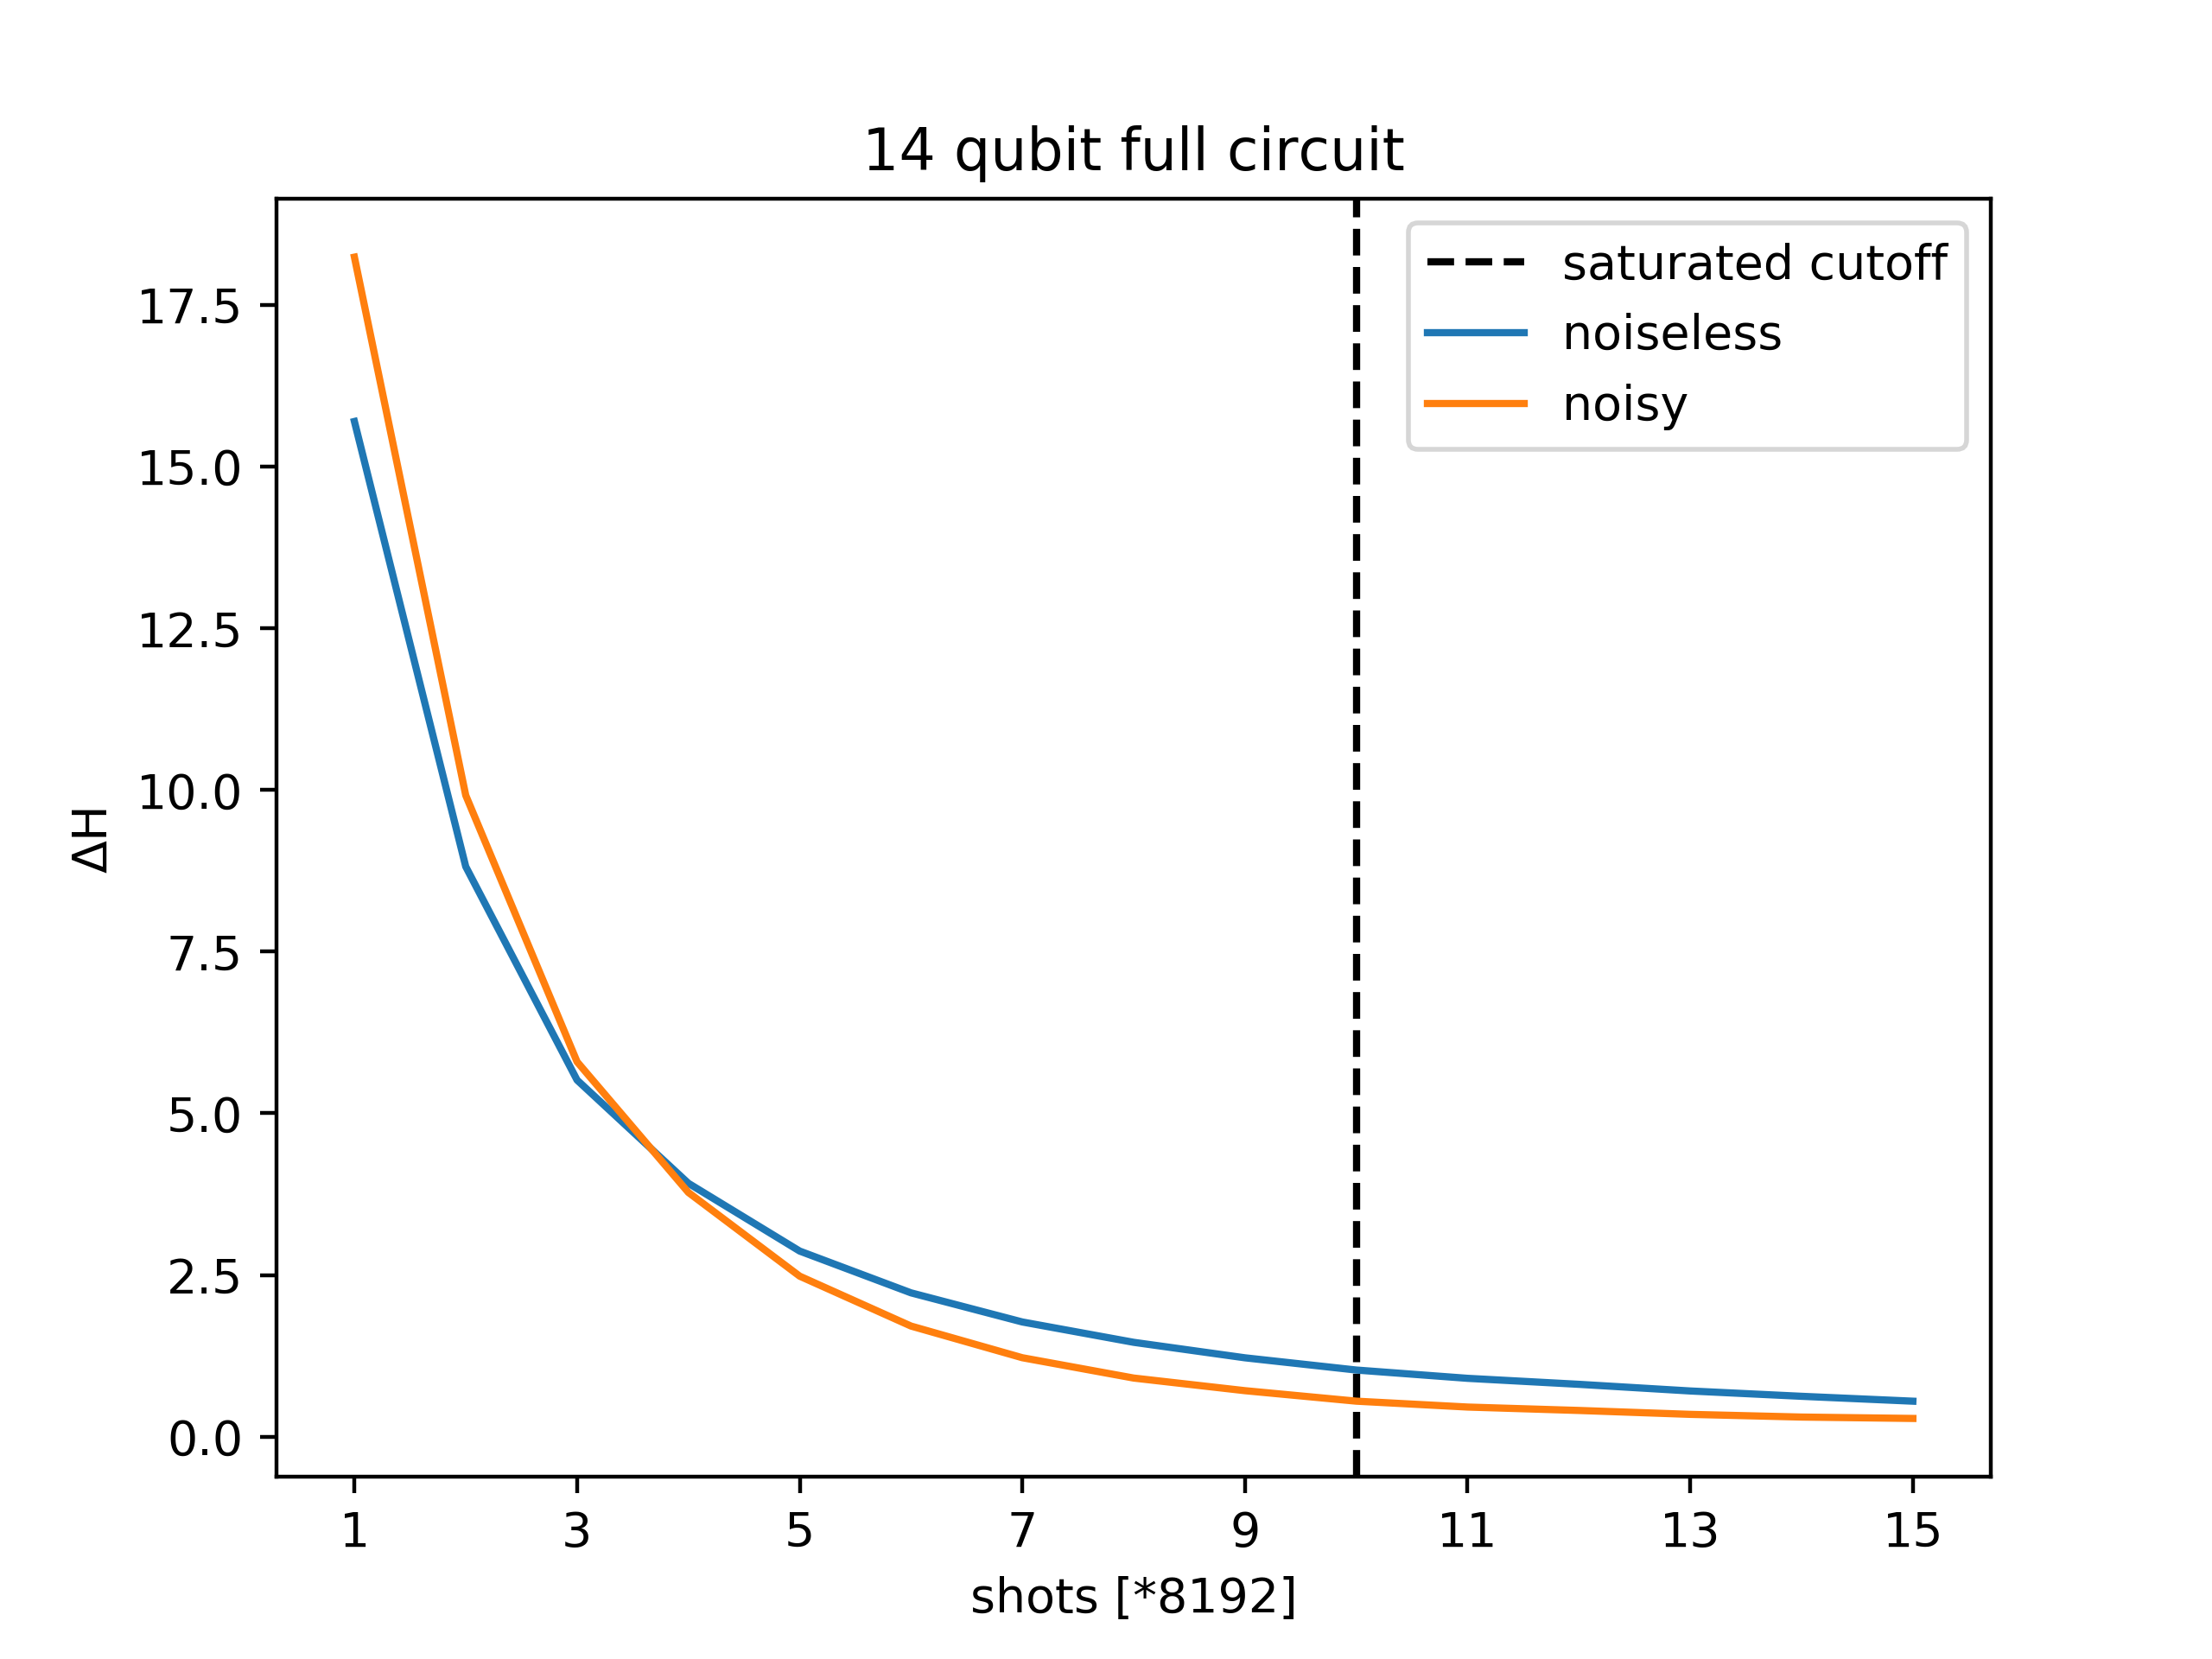 14 qubit full circuit
saturated cutoff
noiseless
noisy
ΔH
17.5
15.0
12.5
10.0
7.5
5.0
2.5
0.0
1 3 5 7 9 11 13 15
shots [*8192]